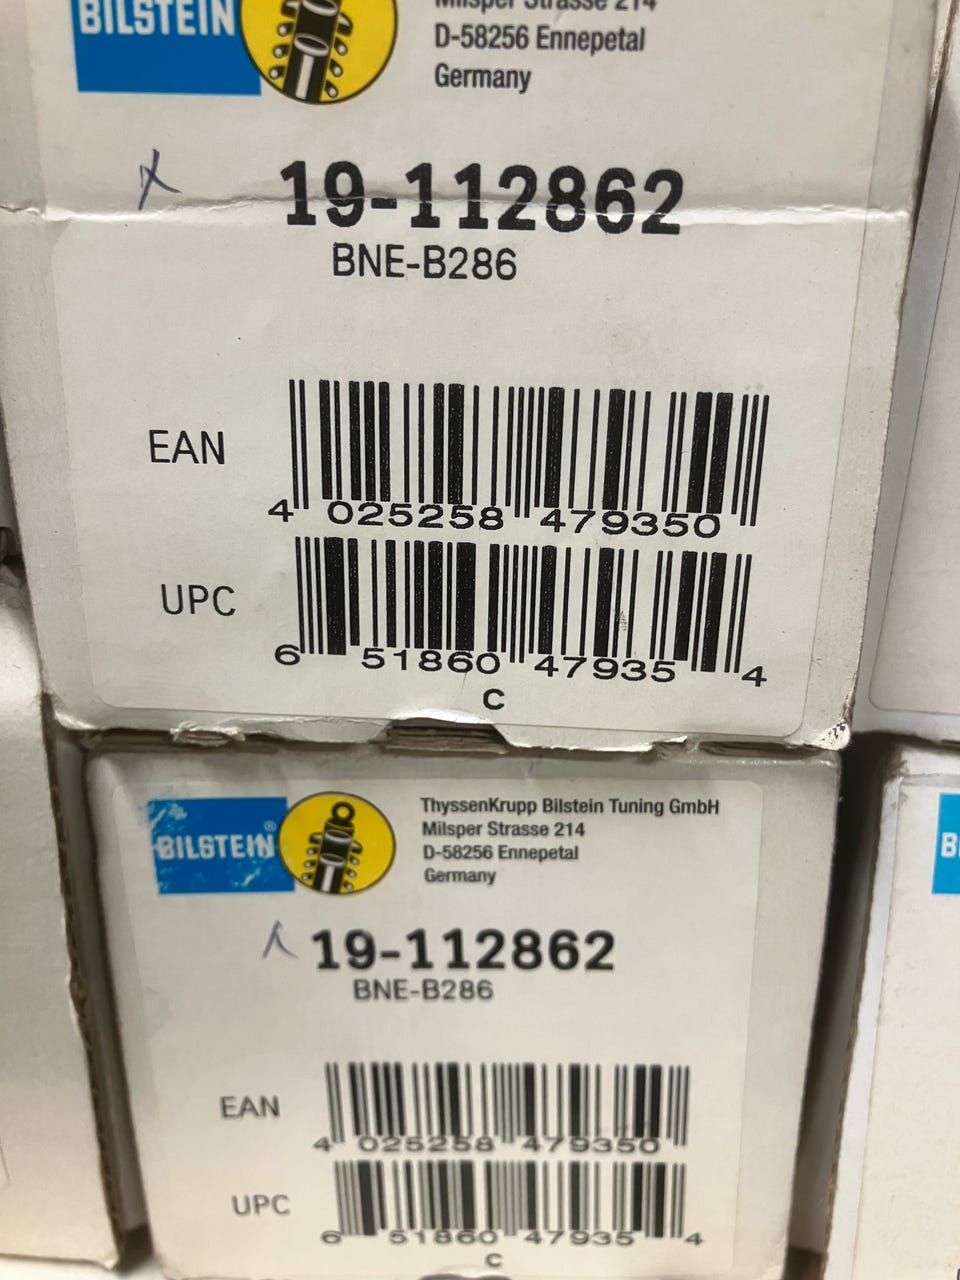 BILSTEIN
Milsper Strasse 214
D-58256 Ennepetal
Germany
19-112862
BNE-B286
EAN
4 025258 479350
UPC
6 51860 47935 4
C
BILSTEIN®
ThyssenKrupp Bilstein Tuning GmbH
Milsper Strasse 214
D-58256 Ennepetal
Germany
19-112862
BNE-B286
EAN
4 025258 479350
UPC
6 51860 47935 4
C